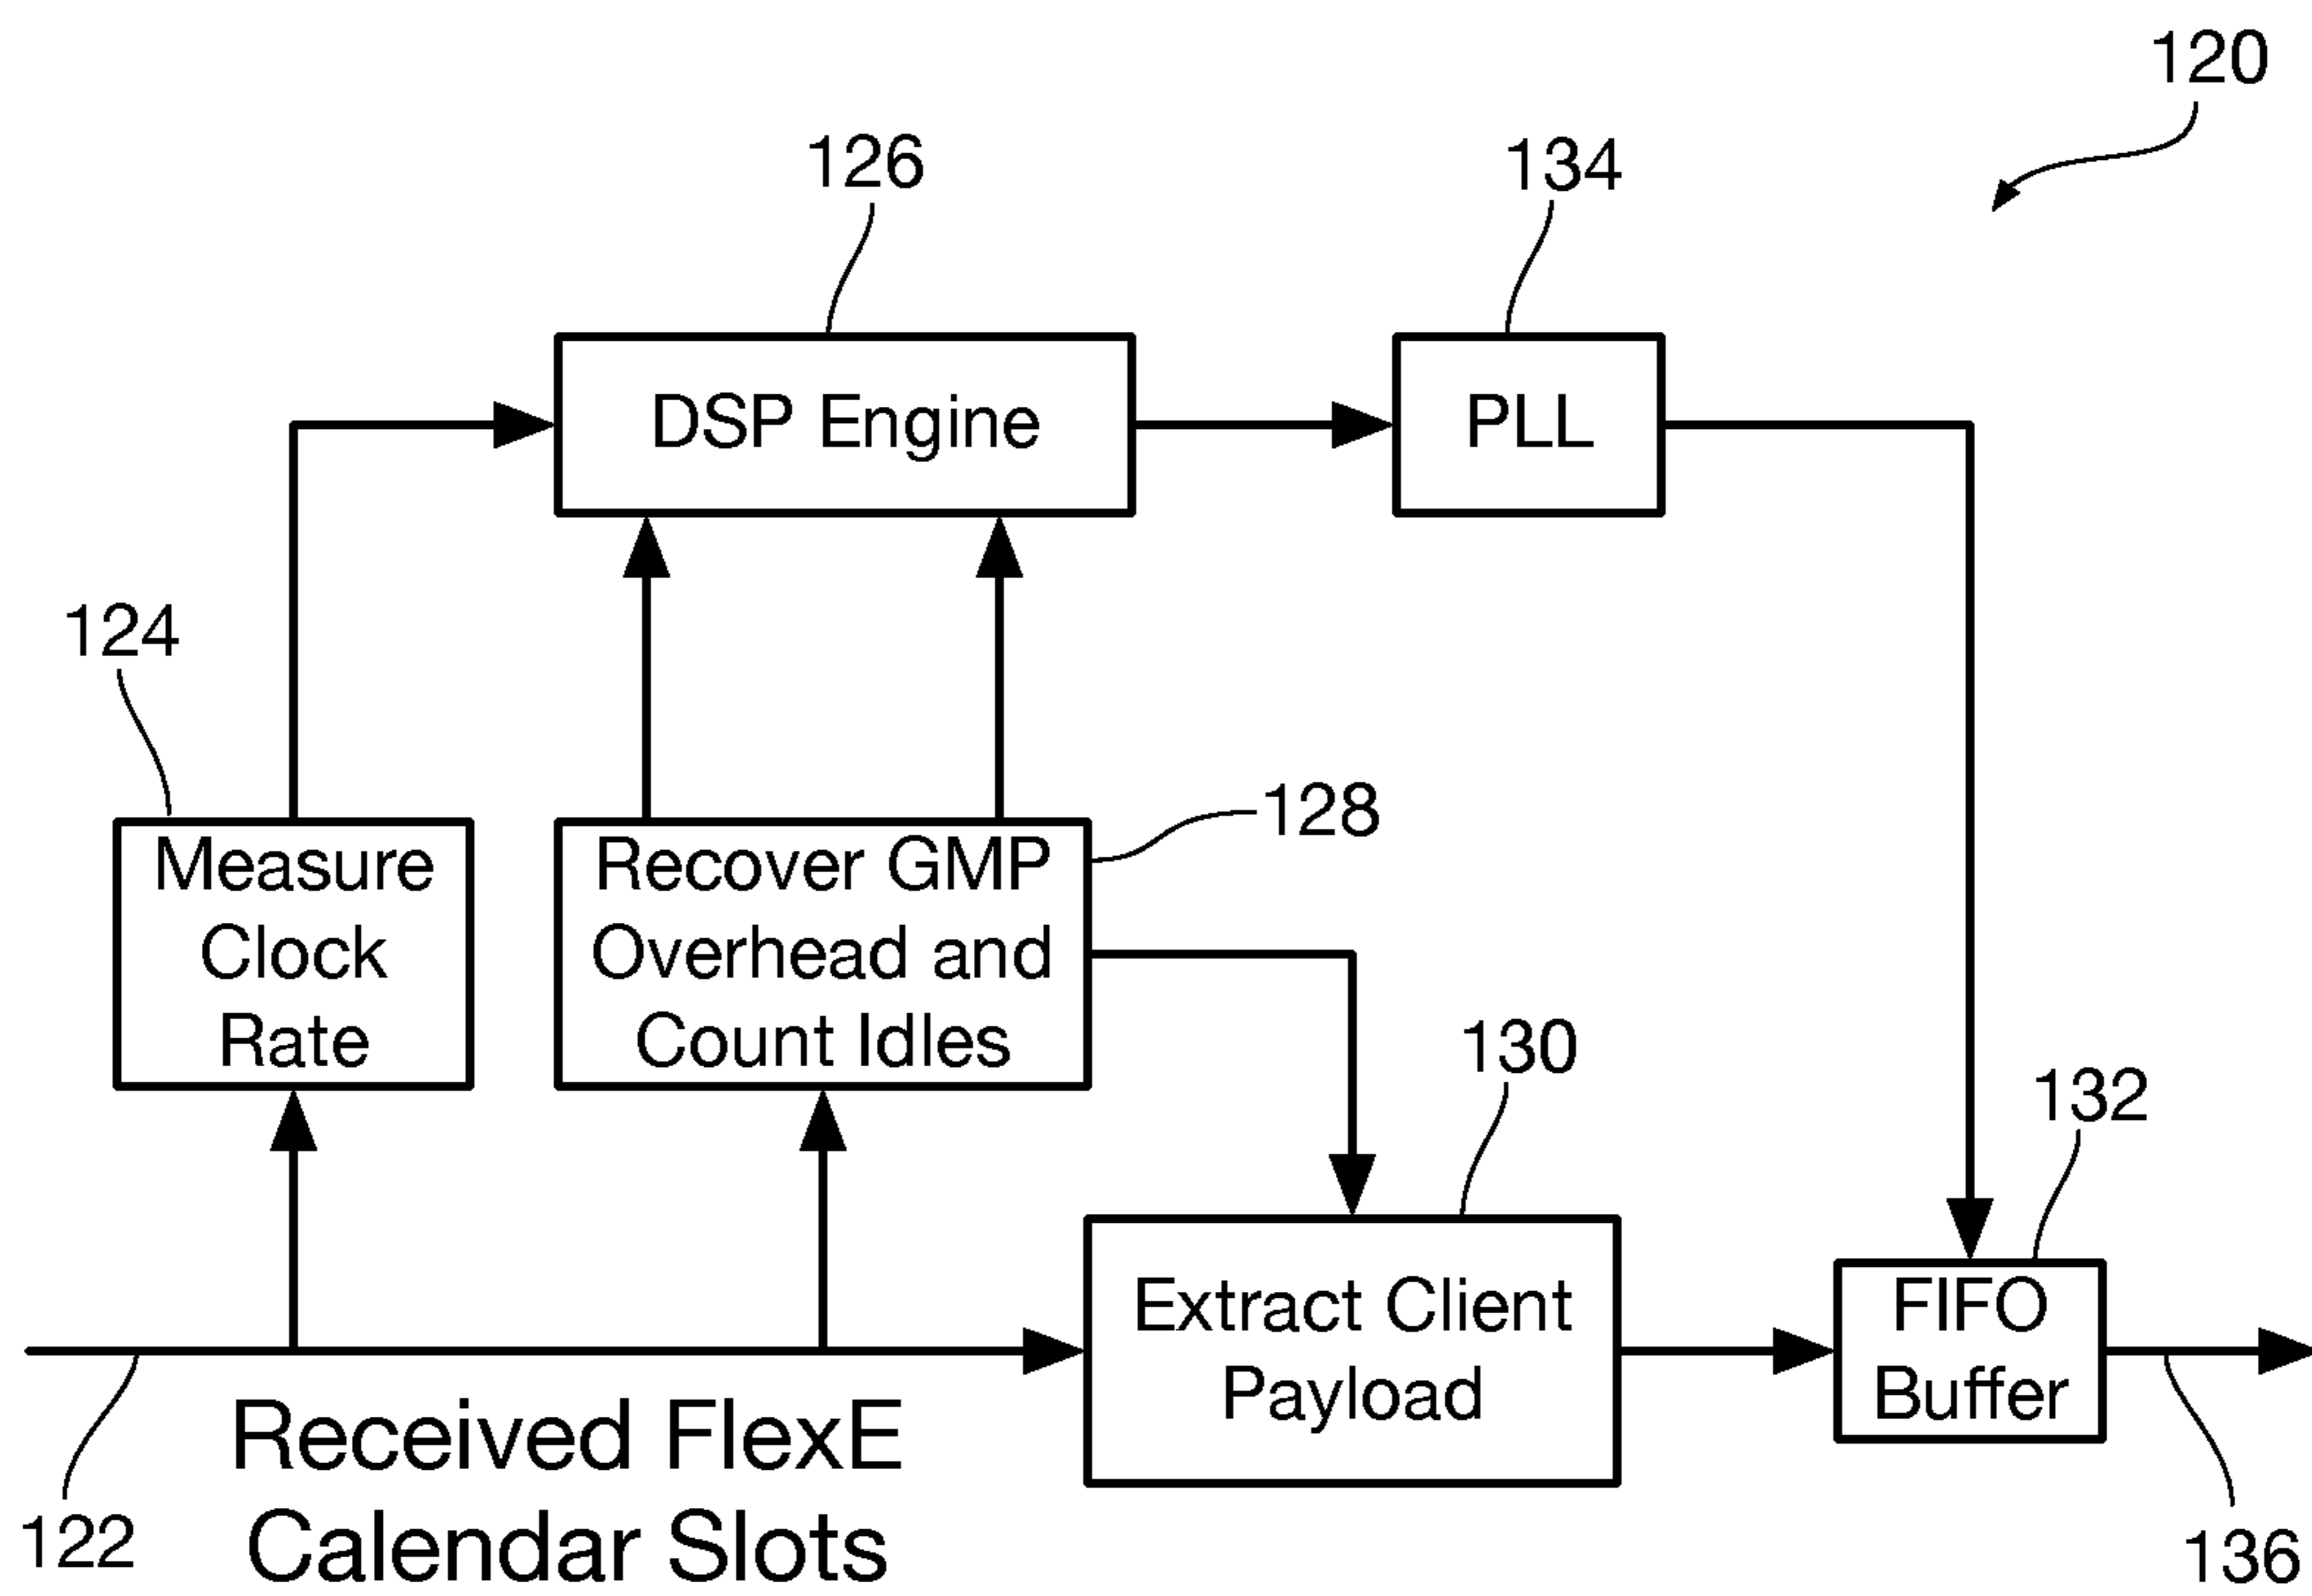 120
126
134
DSP Engine
PLL
124
128
Measure
Clock
Rate
Recover GMP
Overhead and
Count Idles
130
132
Extract Client
Payload
FIFO
Buffer
Received FlexE
Calendar Slots
122
136